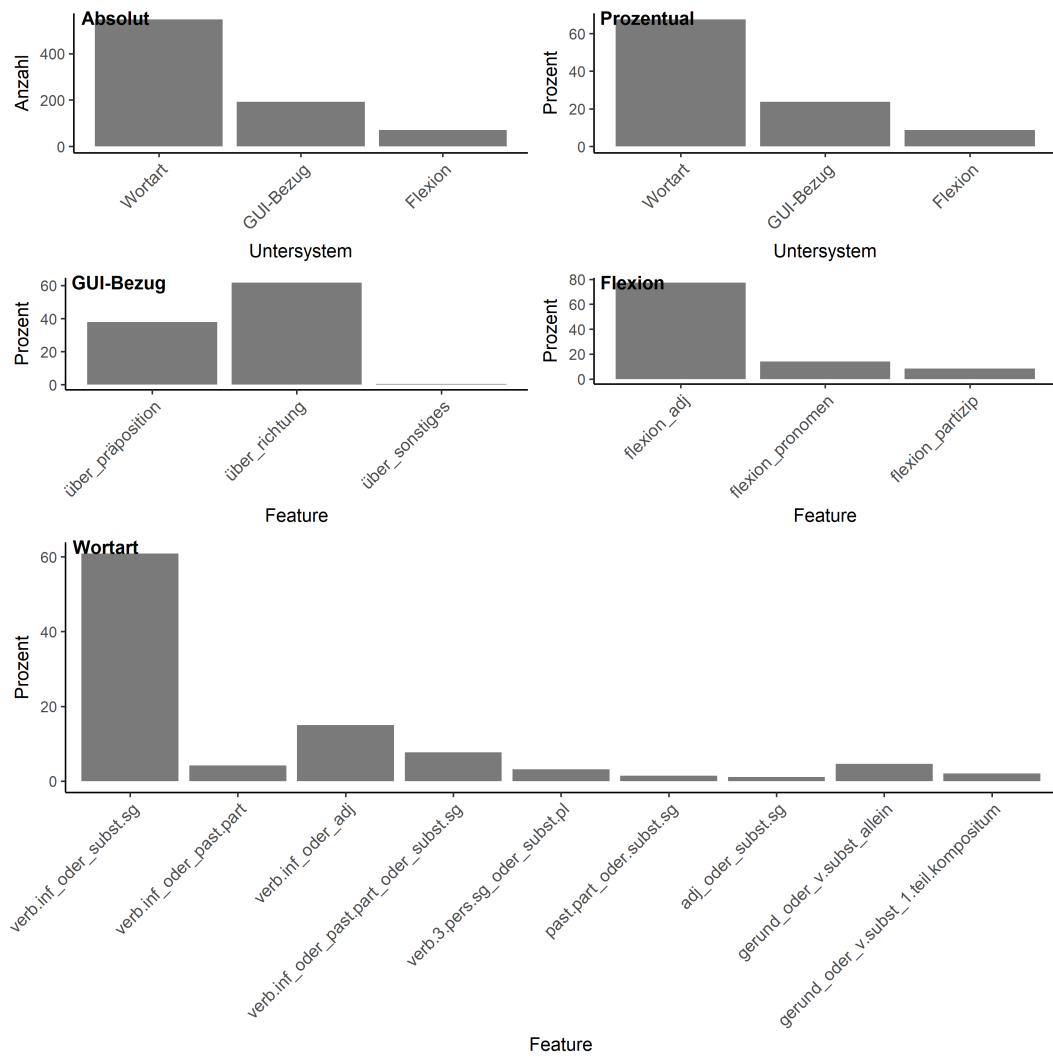 Absolut
Anzahl
400
200
0
Wortart
GUI-Bezug
Flexion
Untersystem
Prozentual
Prozent
60
40
20
0
Wortart
GUI-Bezug
Flexion
Untersystem
GUI-Bezug
Prozent
60
40
20
0
über_präposition
über_richtung
über_sonstiges
Feature
Flexion
Prozent
80
60
40
20
0
flexion_adj
flexion_pronomen
flexion_partizip
Feature
Wortart
Prozent
60
40
20
0
verb.inf_oder_subst.sg
verb.inf_oder_past.part
verb.inf_oder_adj
verb.inf_oder_past.part_oder_subst.sg
verb.3.pers.sg_oder_subst.pl
past.part_oder.subst.sg
adj_oder_subst.sg
gerund_oder_v.subst_allein
gerund_oder_v.subst_1.teil.kompositum
Feature